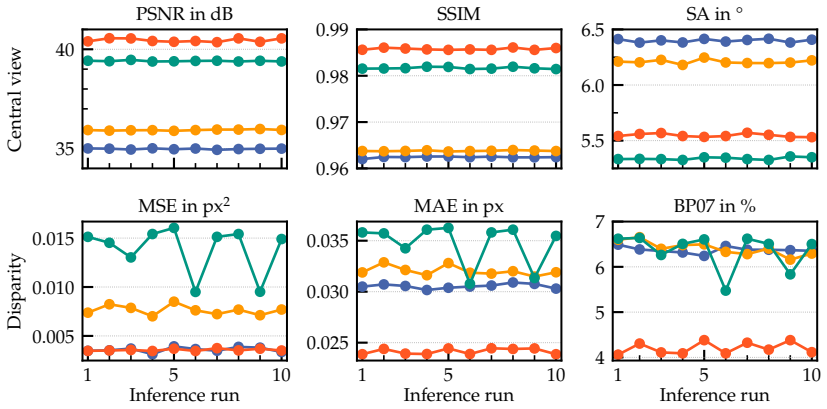 PSNR in dB
SSIM
SA in °
Central view
40
35
0.99
0.98
0.96
0.96
6.5
6.0
5.5
MSE in px²
MAE in px
BP07 in %
Disparity
0.015
0.010
0.005
0.035
0.030
0.025
7
6
5
4
1
5
10
1
5
10
1
5
10
Inference run
Inference run
Inference run